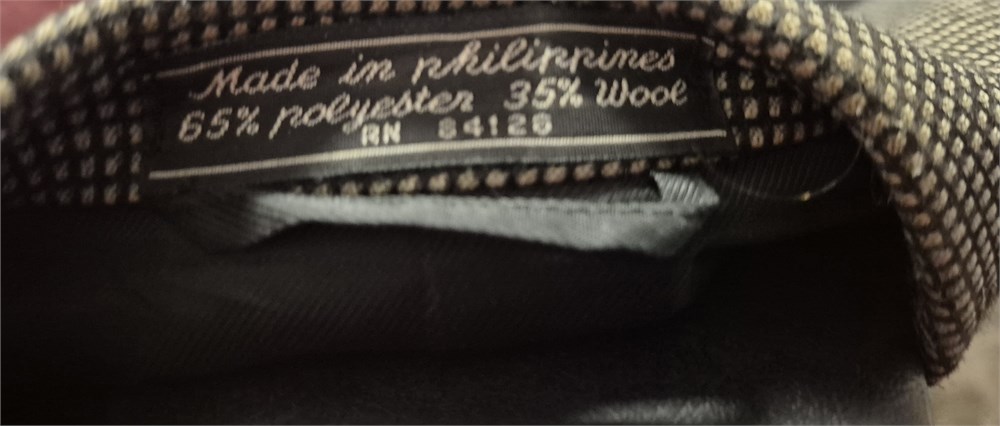 Made in philippines
65% polyester 35% Wool
RN 84126